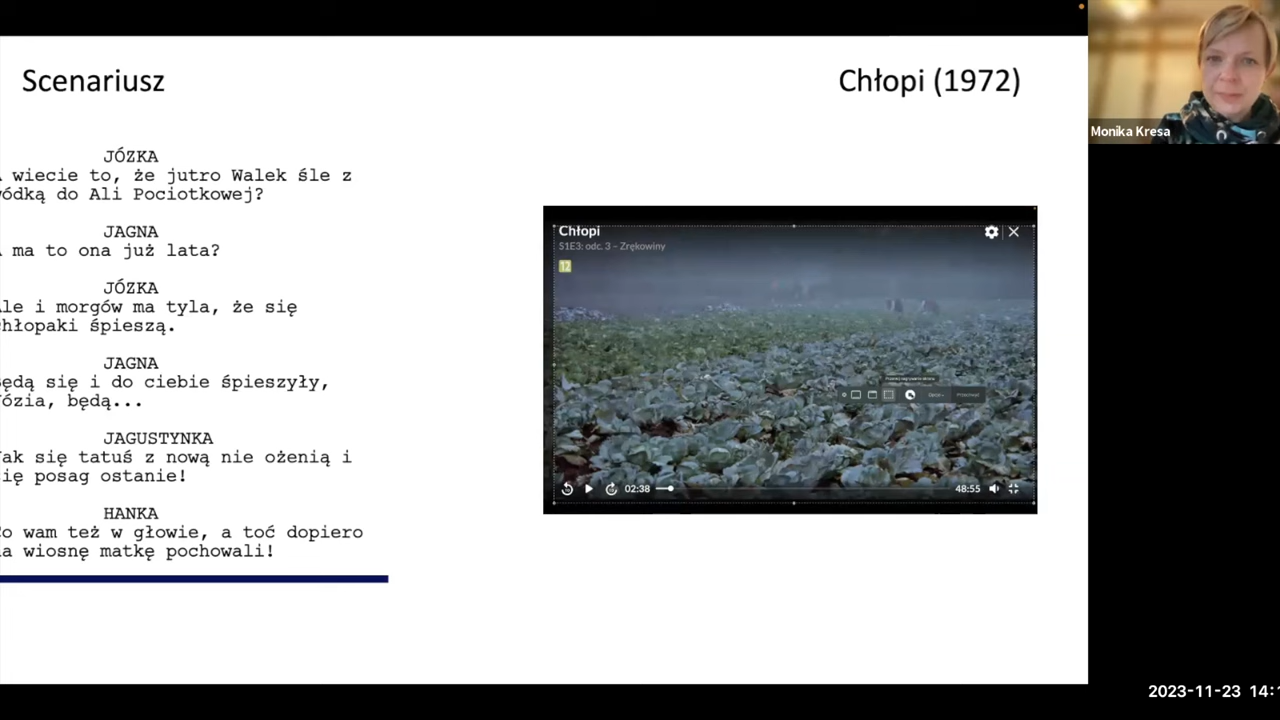 Scenariusz
Chłopi (1972)
JÓZKA
wiecie to, że jutro Walek śle z
ódką do Ali Pociotkowej?
JAGNA
ma to ona już lata?
JÓZKA
le i morgów ma tyla, że się
hłopaki śpieszą.
JAGNA
ędą się i do ciebie śpieszyły,
ózia, będą...
JAGUSTYNKA
ak się tatuś z nową nie ożenią i
ię posag ostanie!
HANKA
o wam też w głowie, a toć dopiero
a wiosnę matkę pochowali!
Chłopi
S1E3: odc. 3 – Zrękowiny
12
02:38
48:55
Monika Kresa
2023-11-23 14:1